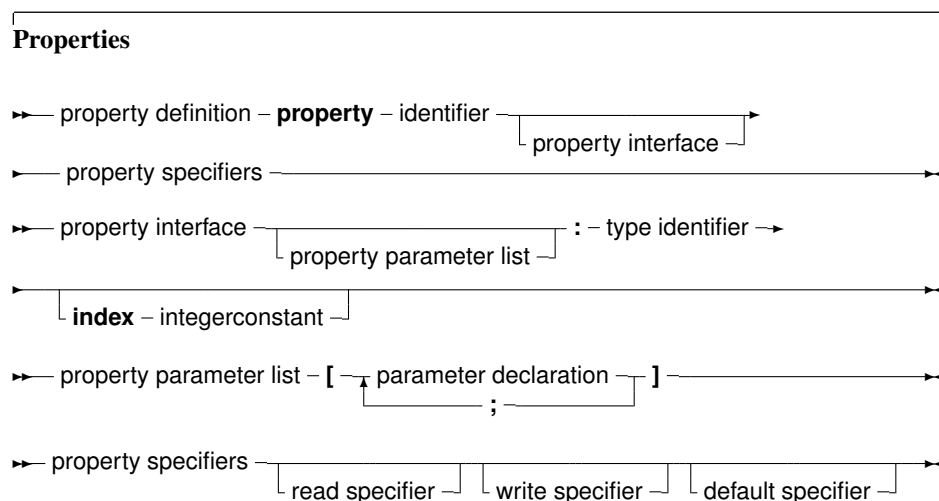 Properties
property definition – property – identifier
property interface
property specifiers
property interface : – type identifier
property parameter list
index – integerconstant
property parameter list – [ – parameter declaration – ]
;
property specifiers
read specifier write specifier default specifier